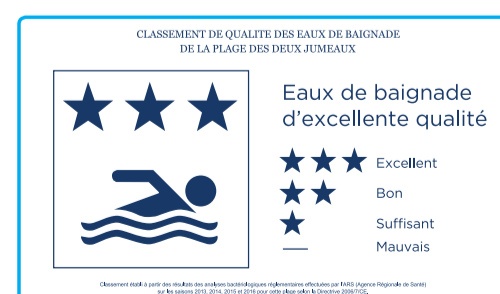 CLASSEMENT DE QUALITE DES EAUX DE BAIGNADE
DE LA PLAGE DES DEUX JUMEAUX
Eaux de baignade
d'excellente qualité
Excellent
Bon
Suffisant
Mauvais
Classement établi à partir des résultats des analyses bactériologiques réglementaires effectuées par l'ARS (Agence Régionale de Santé)
sur les saisons 2013, 2014, 2015 et 2016 pour cette plage selon la Directive 2006/7/CE,